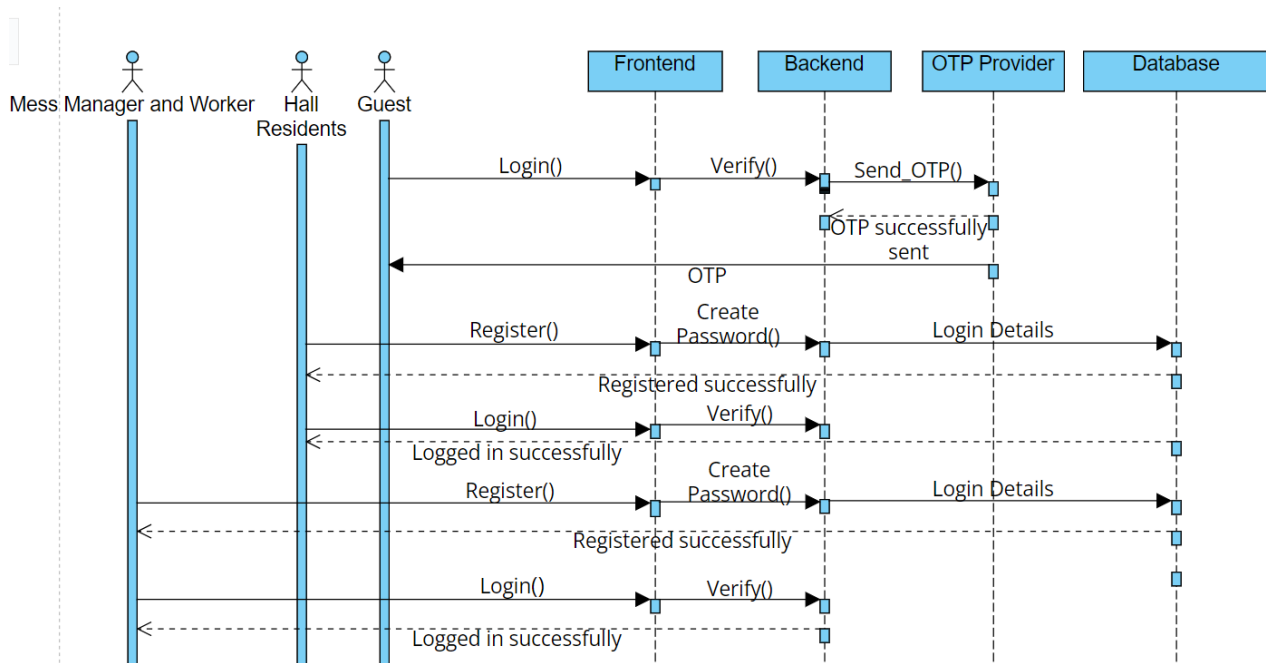 Frontend
Backend
OTP Provider
Database
Mess Manager and Worker
Hall
Residents
Guest
Login()
Verify()
Send_OTP()
OTP successfully
sent
OTP
Register()
Create
Password()
Login Details
Registered successfully
Login()
Verify()
Logged in successfully
Register()
Create
Password()
Login Details
Registered successfully
Login()
Verify()
Logged in successfully